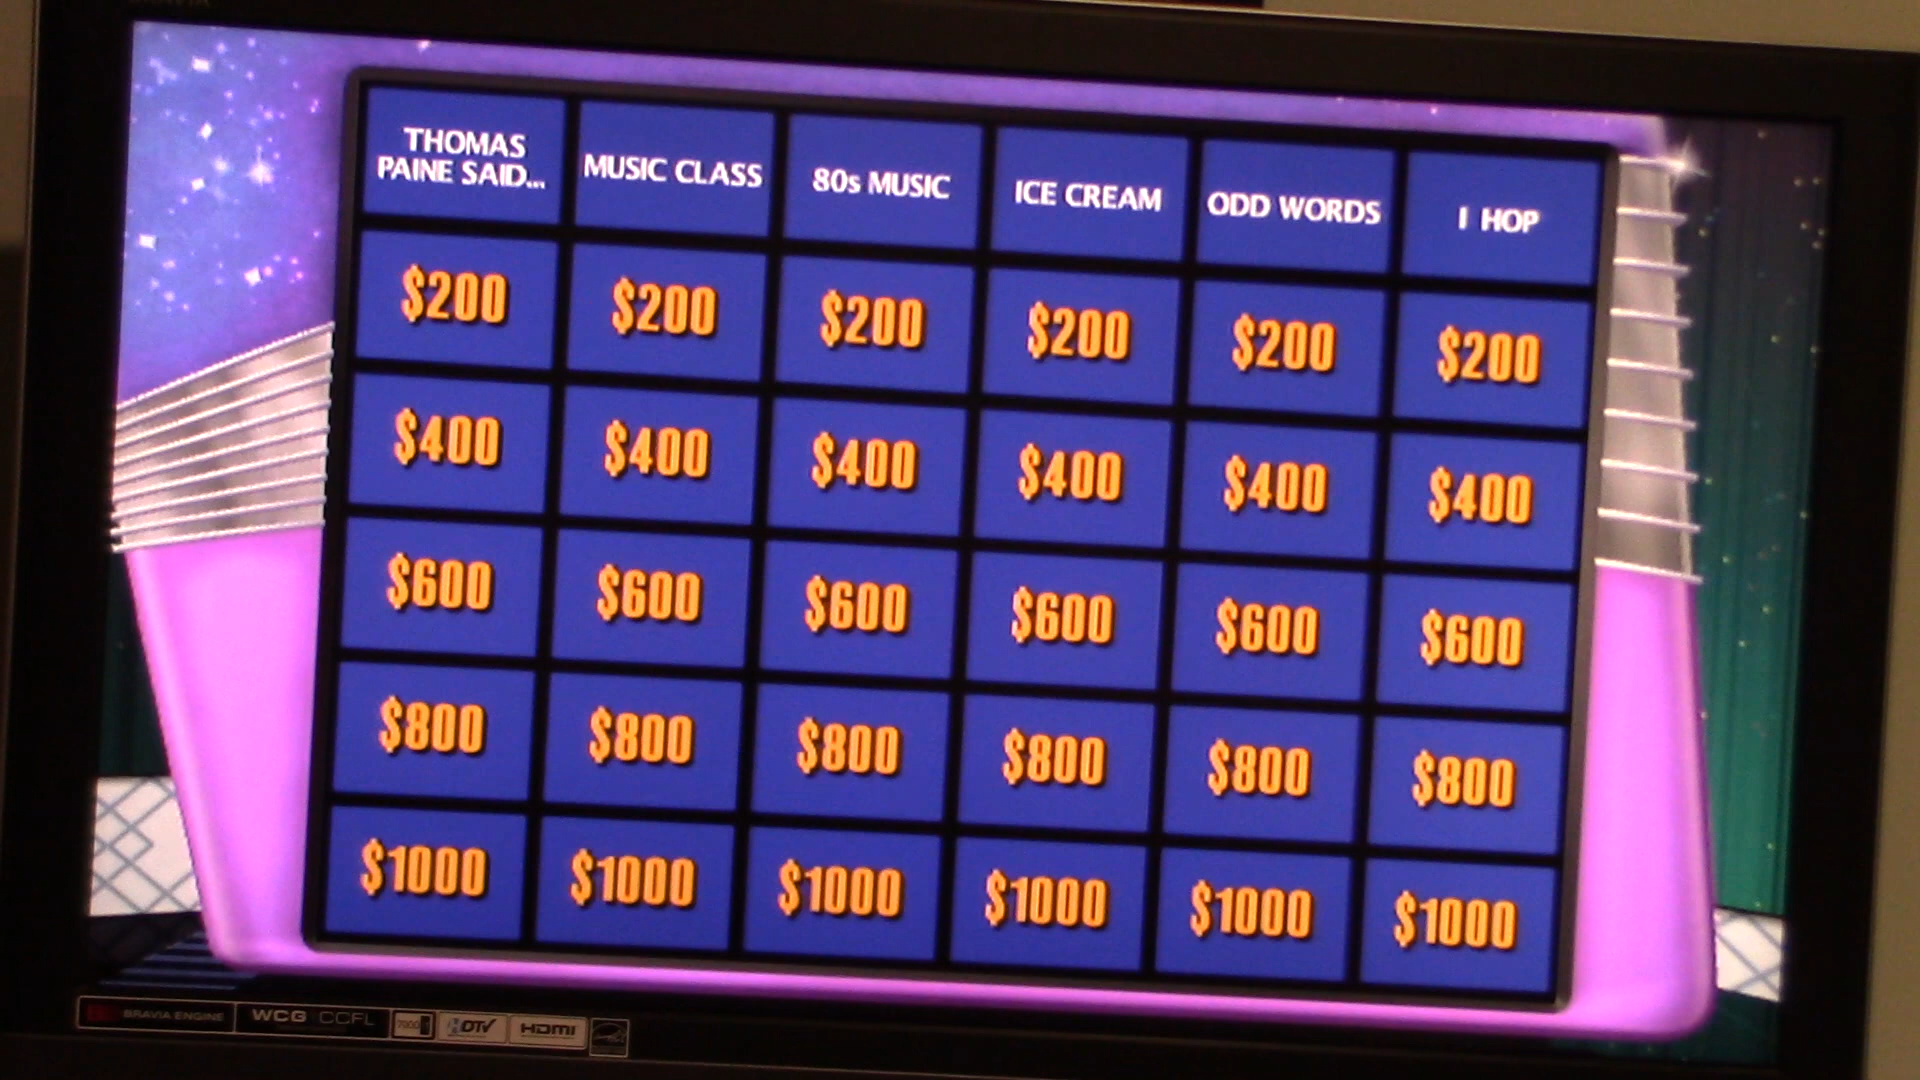 THOMAS
PAINE SAID...
MUSIC CLASS
80s MUSIC
ICE CREAM
ODD WORDS
I HOP
$200 $200 $200 $200 $200 $200
$400 $400 $400 $400 $400 $400
$600 $600 $600 $600 $600 $600
$800 $800 $800 $800 $800 $800
$1000 $1000 $1000 $1000 $1000 $1000
BRAVIA ENGINE WCG CCFL HDTV HDMI